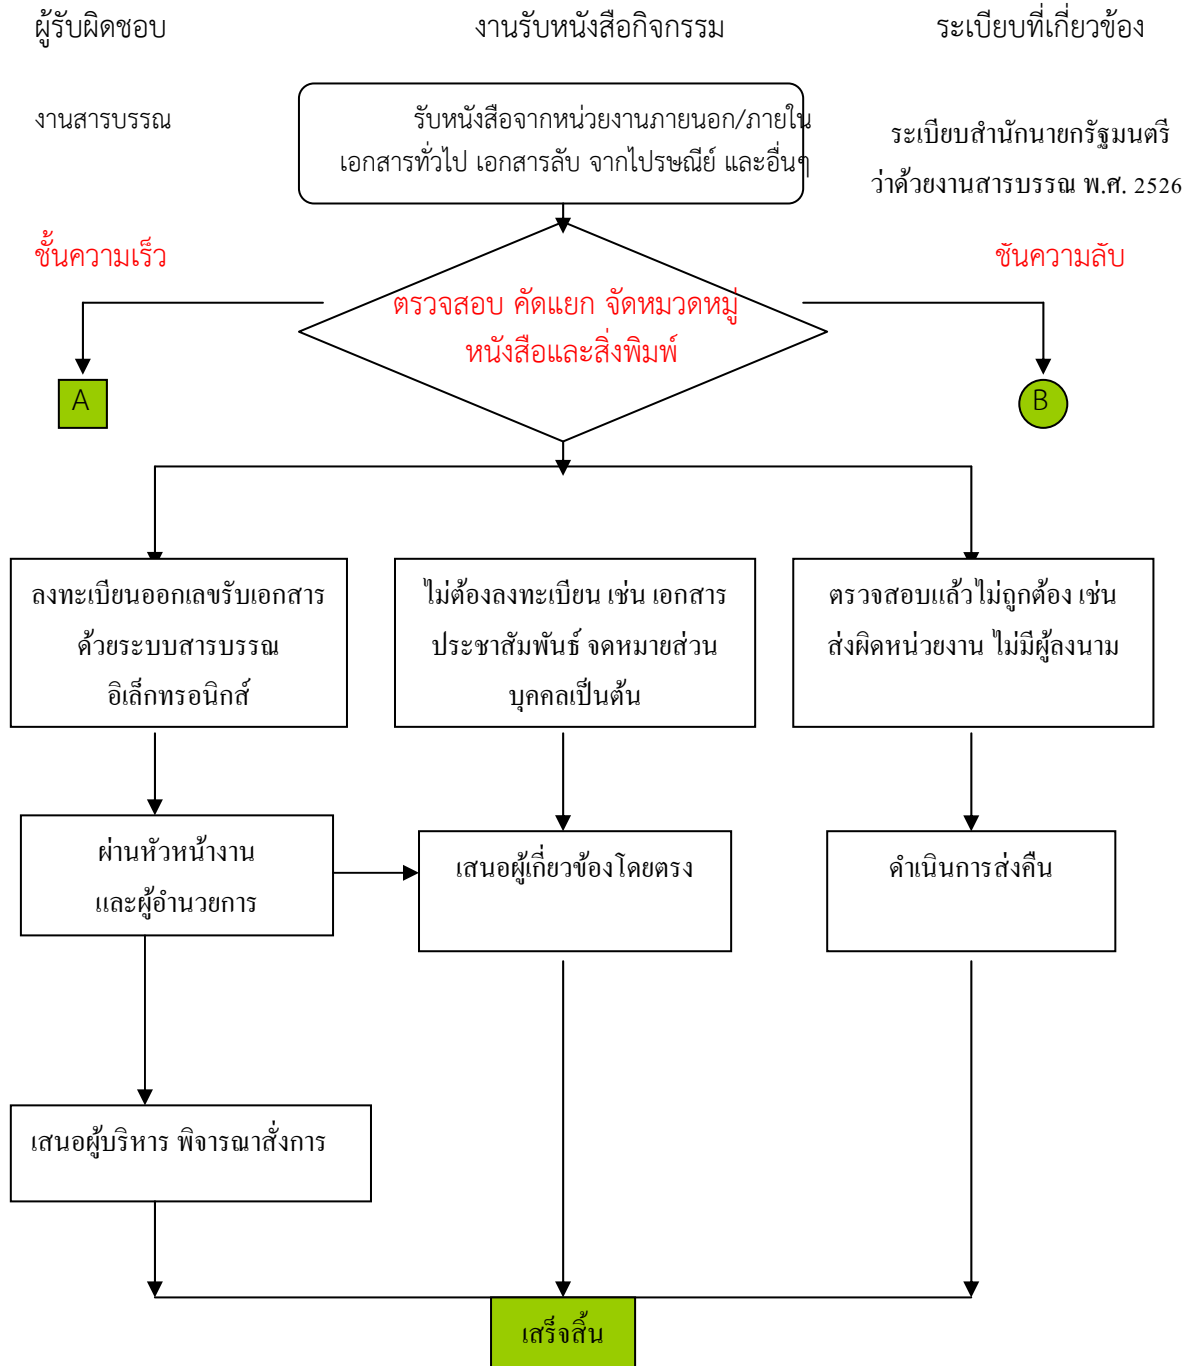 ผู้รับผิดชอบ
งานรับหนังสือกิจกรรม
ระเบียบที่เกี่ยวข้อง
งานสารบรรณ
รับหนังสือจากหน่วยงานภายนอก/ภายใน
เอกสารทั่วไป เอกสารลับ จากไปรษณีย์ และอื่นๆ
ระเบียบสำนักนายกรัฐมนตรี
ว่าด้วยงานสารบรรณ พ.ศ. 2526
ชั้นความเร็ว
ชั้นความลับ
ตรวจสอบ คัดแยก จัดหมวดหมู่
หนังสือและสิ่งพิมพ์
A
B
ลงทะเบียนออกเลขรับเอกสาร
ด้วยระบบสารบรรณ
อิเล็กทรอนิกส์
ไม่ต้องลงทะเบียน เช่น เอกสาร
ประชาสัมพันธ์ จดหมายส่วน
บุคคลเป็นต้น
ตรวจสอบแล้วไม่ถูกต้อง เช่น
ส่งผิดหน่วยงาน ไม่มีผู้ลงนาม
ผ่านหัวหน้างาน
และผู้อำนวยการ
เสนอผู้เกี่ยวข้องโดยตรง
ดำเนินการส่งคืน
เสนอผู้บริหาร พิจารณาสั่งการ
เสร็จสิ้น